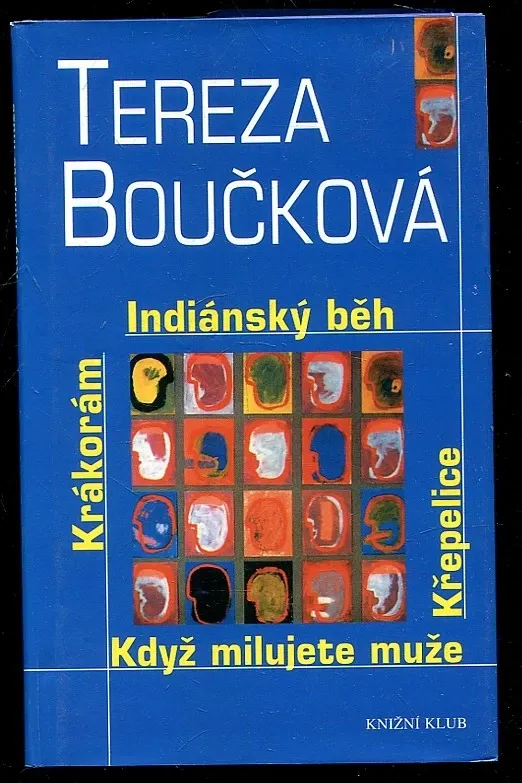 TEREZA
BOUČKOVÁ
Indiánský běh
Krákorám
Křepelice
Když milujete muže
KNIŽNÍ KLUB